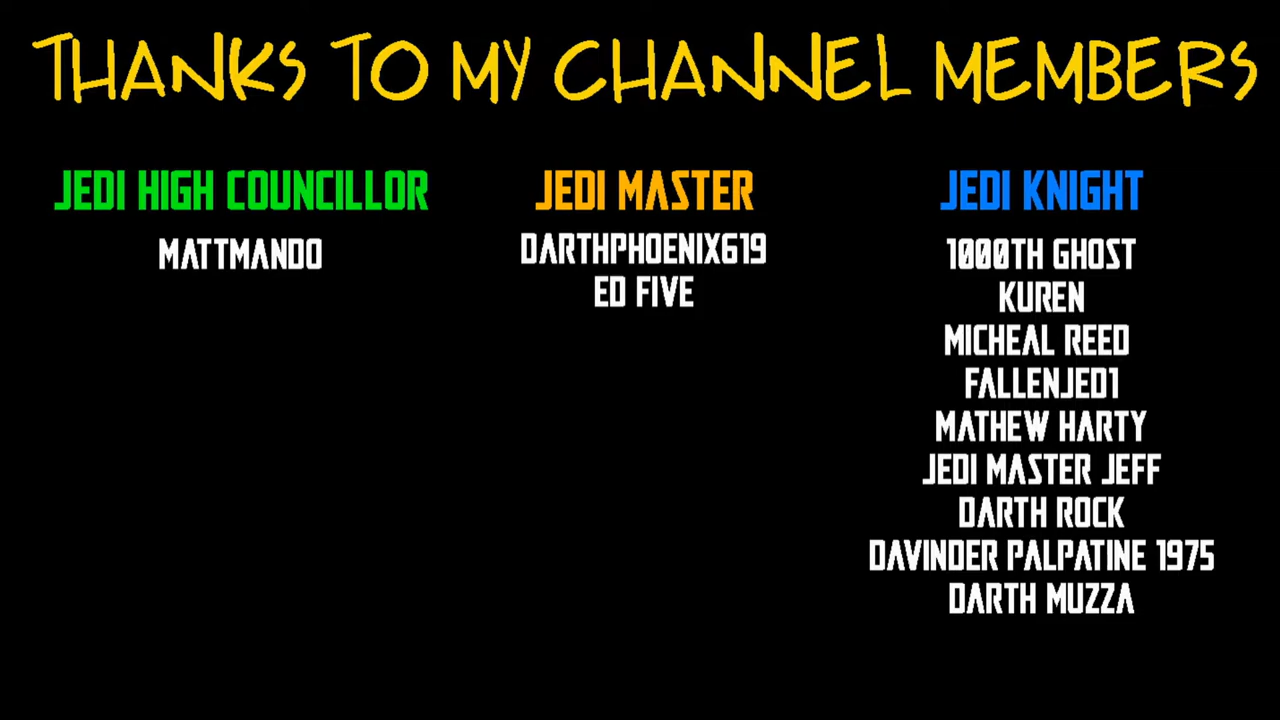 THANKS TO MY CHANNEL MEMBERS
JEDI HIGH COUNCILLOR
MATTMANDO
JEDI MASTER
DARTHPHOENIX619
ED FIVE
JEDI KNIGHT
1000TH GHOST
KUREN
MICHEAL REED
FALLENJED1
MATHEW HARTY
JEDI MASTER JEFF
DARTH ROCK
DAVINDER PALPATINE 1975
DARTH MUZZA